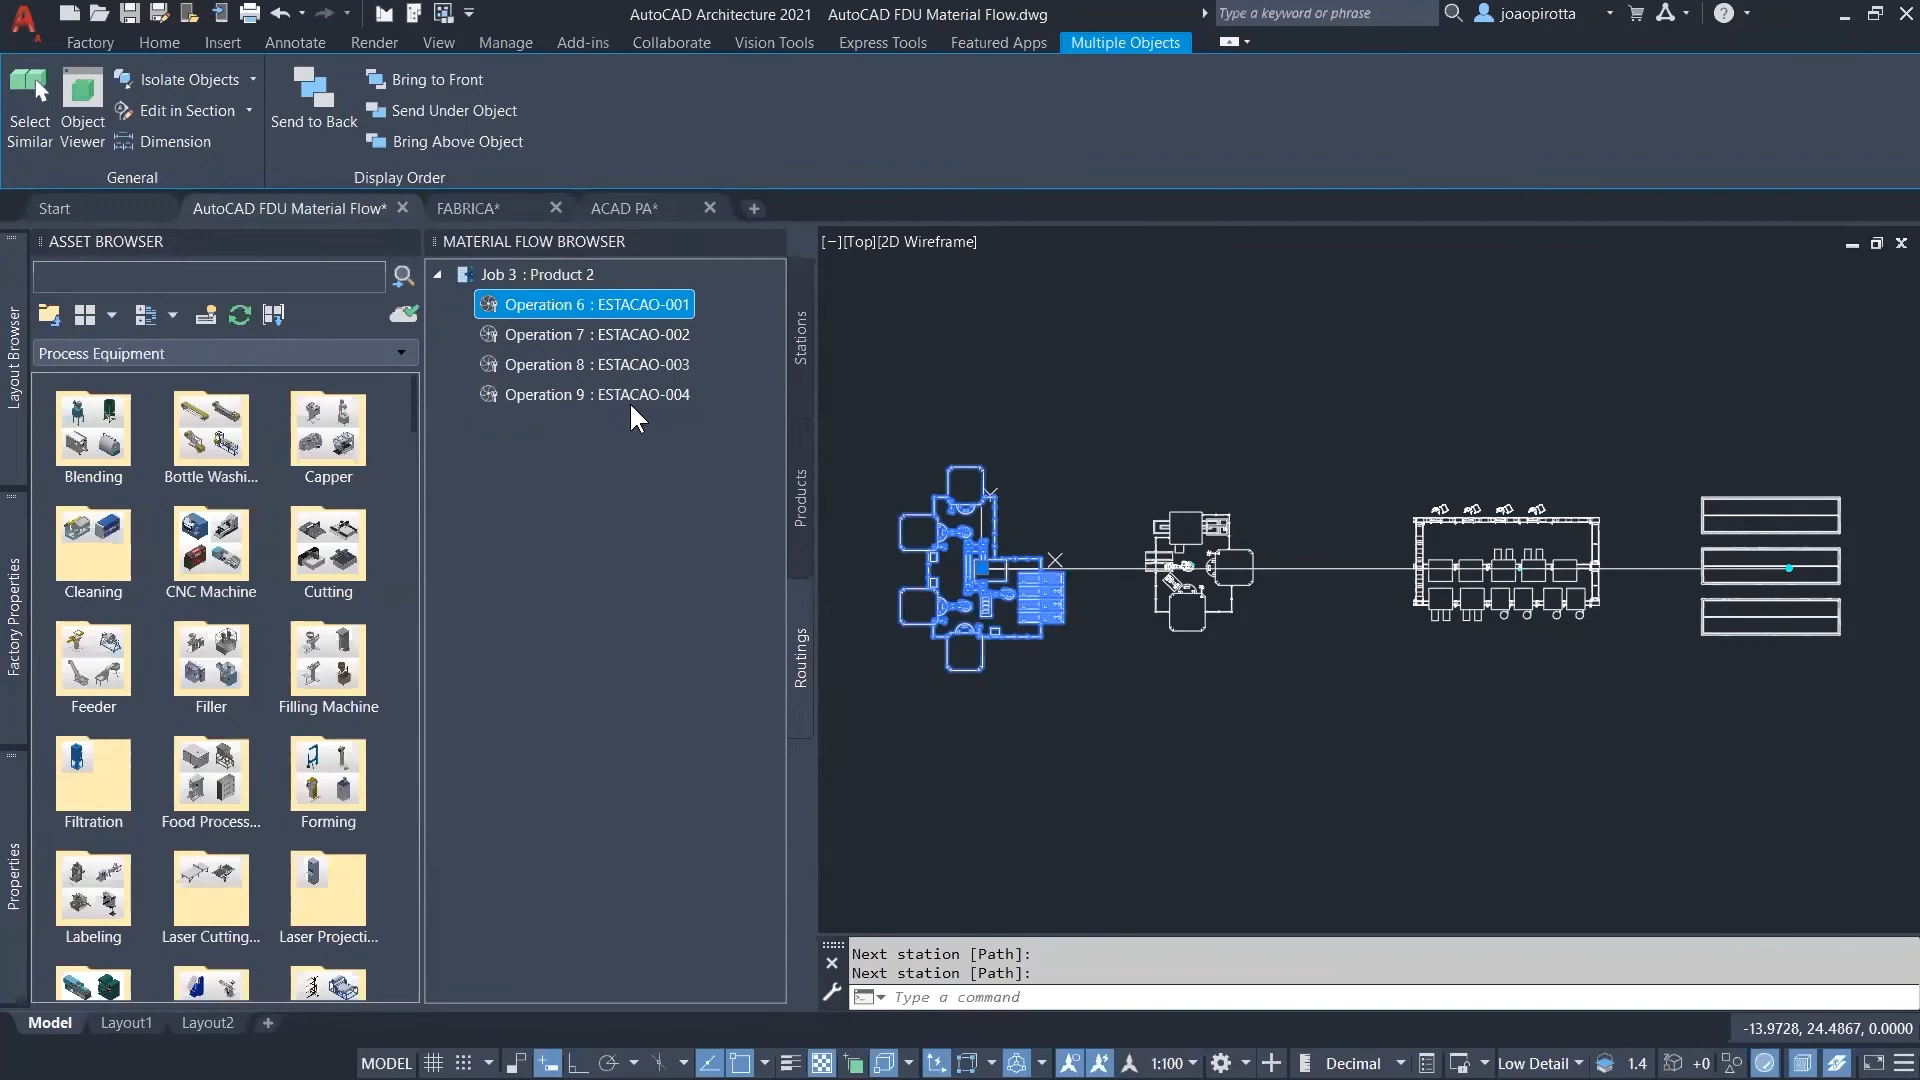 AutoCAD Architecture 2021 AutoCAD FDU Material Flow.dwg
Type a keyword or phrase
joaopirotta
Factory
Home
Insert
Annotate
Render
View
Manage
Add-ins
Collaborate
Vision Tools
Express Tools
Featured Apps
Multiple Objects
Select Similar
Object Viewer
Isolate Objects
Edit in Section
Dimension
General
Send to Back
Bring to Front
Send Under Object
Bring Above Object
Display Order
Start
AutoCAD FDU Material Flow*
FABRICA*
ACAD PA*
Layout Browser
Factory Properties
Properties
ASSET BROWSER
Process Equipment
Blending
Bottle Washi...
Capper
Cleaning
CNC Machine
Cutting
Feeder
Filler
Filling Machine
Filtration
Food Process...
Forming
Labeling
Laser Cutting...
Laser Projecti...
MATERIAL FLOW BROWSER
Job 3 : Product 2
Operation 6 : ESTACAO-001
Operation 7 : ESTACAO-002
Operation 8 : ESTACAO-003
Operation 9 : ESTACAO-004
Stations
Products
Routings
[−][Top][2D Wireframe]
Next station [Path]:
Next station [Path]:
Type a command
Model
Layout1
Layout2
-13.9728, 24.4867, 0.0000
MODEL
1:100
Decimal
Low Detail
1.4
+0